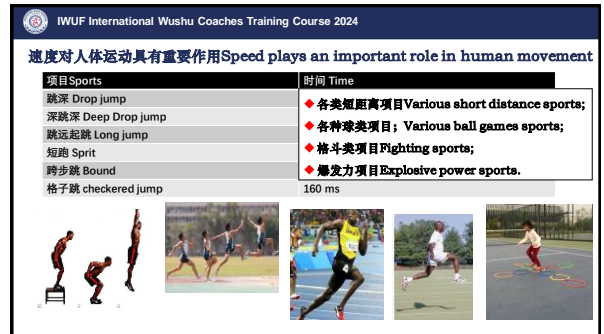 IWUF International Wushu Coaches Training Course 2024
速度对人体运动具有重要作用Speed plays an important role in human movement
项目Sports 时间 Time
跳深 Drop jump
深跳深 Deep Drop jump
跳远起跳 Long jump
短跑 Sprit
跨步跳 Bound
格子跳 checkered jump 160 ms
◆ 各类短距离项目Various short distance sports;
◆ 各种球类项目；Various ball games sports;
◆ 格斗类项目Fighting sports;
◆ 爆发力项目Explosive power sports.